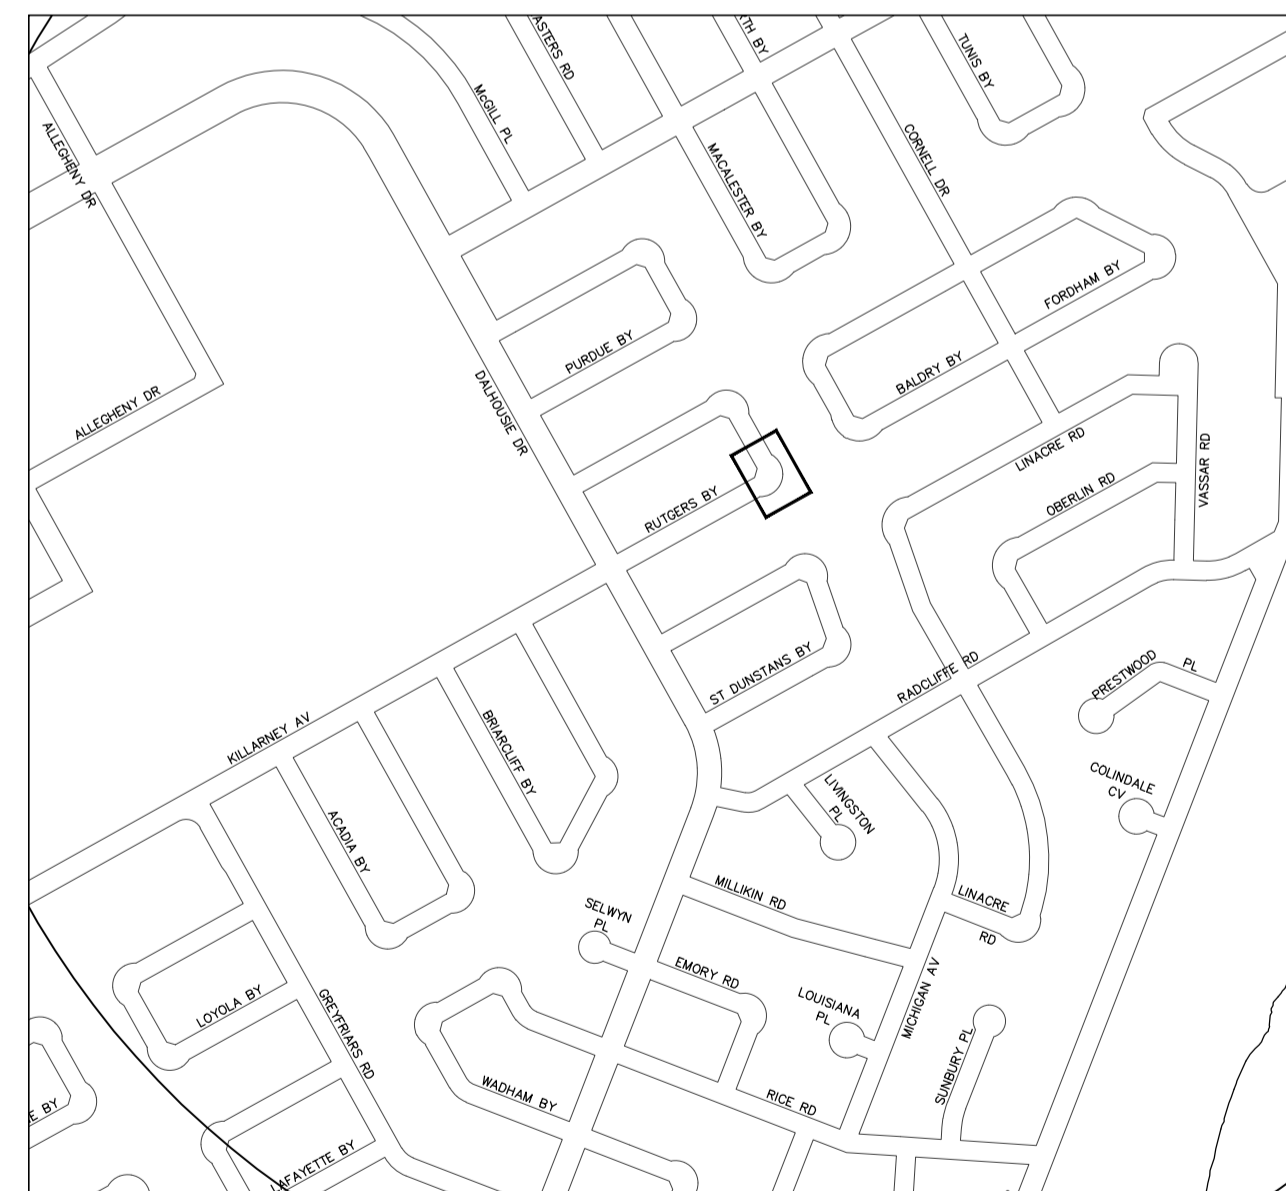 ASTERS RD
RTH BY
TUNIS BY
McGILL PL
ALLEGHENY DR
MACALESTER BY
CORNELL DR
FORDHAM BY
PURDUE BY
BALDRY BY
DALHOUSIE DR
ALLEGHENY DR
LINACRE RD
VASSAR RD
OBERLIN RD
RUTGERS BY
ST DUNSTANS BY
RADCLIFFE RD
PRESTWOOD PL
KILLARNEY AV
BRIARCLIFF BY
COLINDALE
CV
LIVINGSTON
PL
ACADIA BY
MILLIKIN RD
LINACRE
RD
SELWYN
PL
EMORY RD
LOUISIANA
PL
MICHIGAN AV
LOYOLA BY
GREYFRIARS RD
SUNBURY PL
WADHAM BY
RICE RD
E BY
LAFAYETTE BY